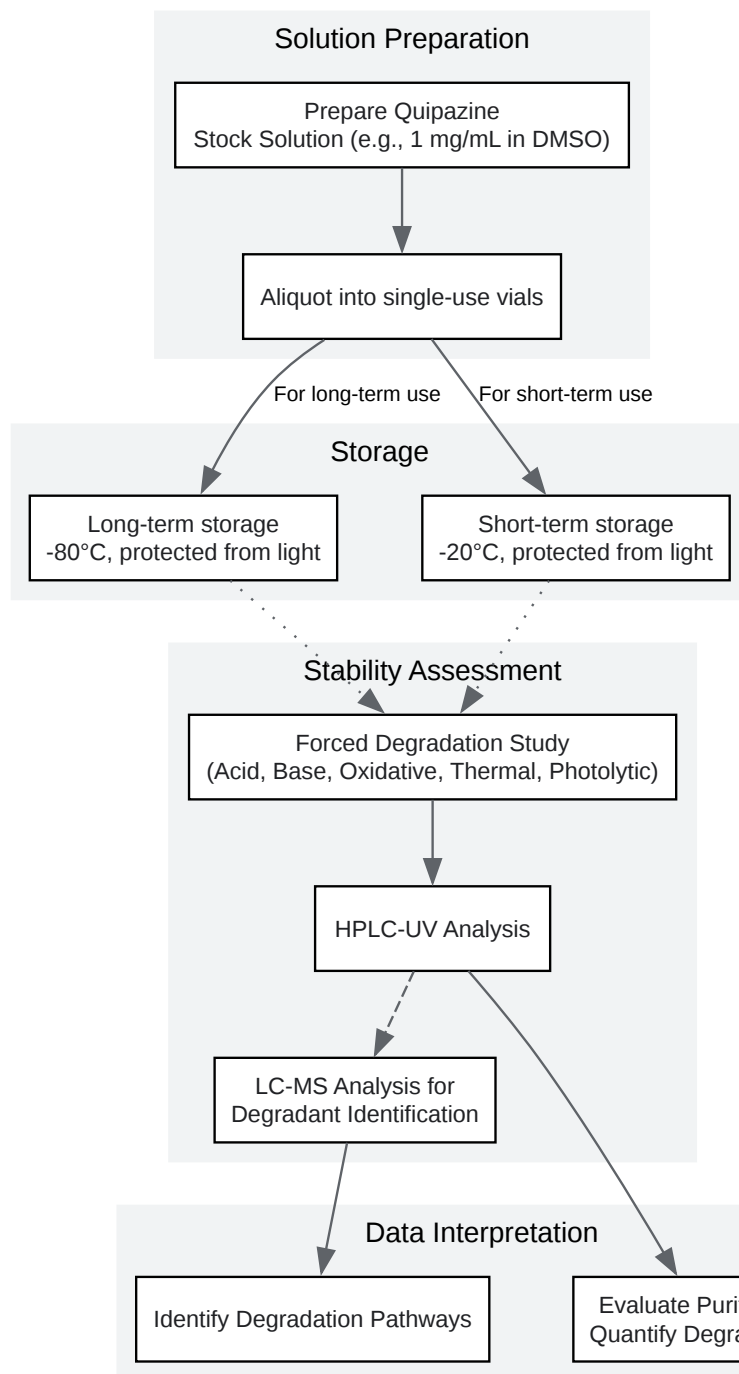 Solution Preparation
Prepare Quipazine
Stock Solution (e.g., 1 mg/mL in DMSO)
Aliquot into single-use vials
For long-term use
For short-term use
Storage
Long-term storage
-80°C, protected from light
Short-term storage
-20°C, protected from light
Stability Assessment
Forced Degradation Study
(Acid, Base, Oxidative, Thermal, Photolytic)
HPLC-UV Analysis
LC-MS Analysis for
Degradant Identification
Data Interpretation
Identify Degradation Pathways
Evaluate
Quantify